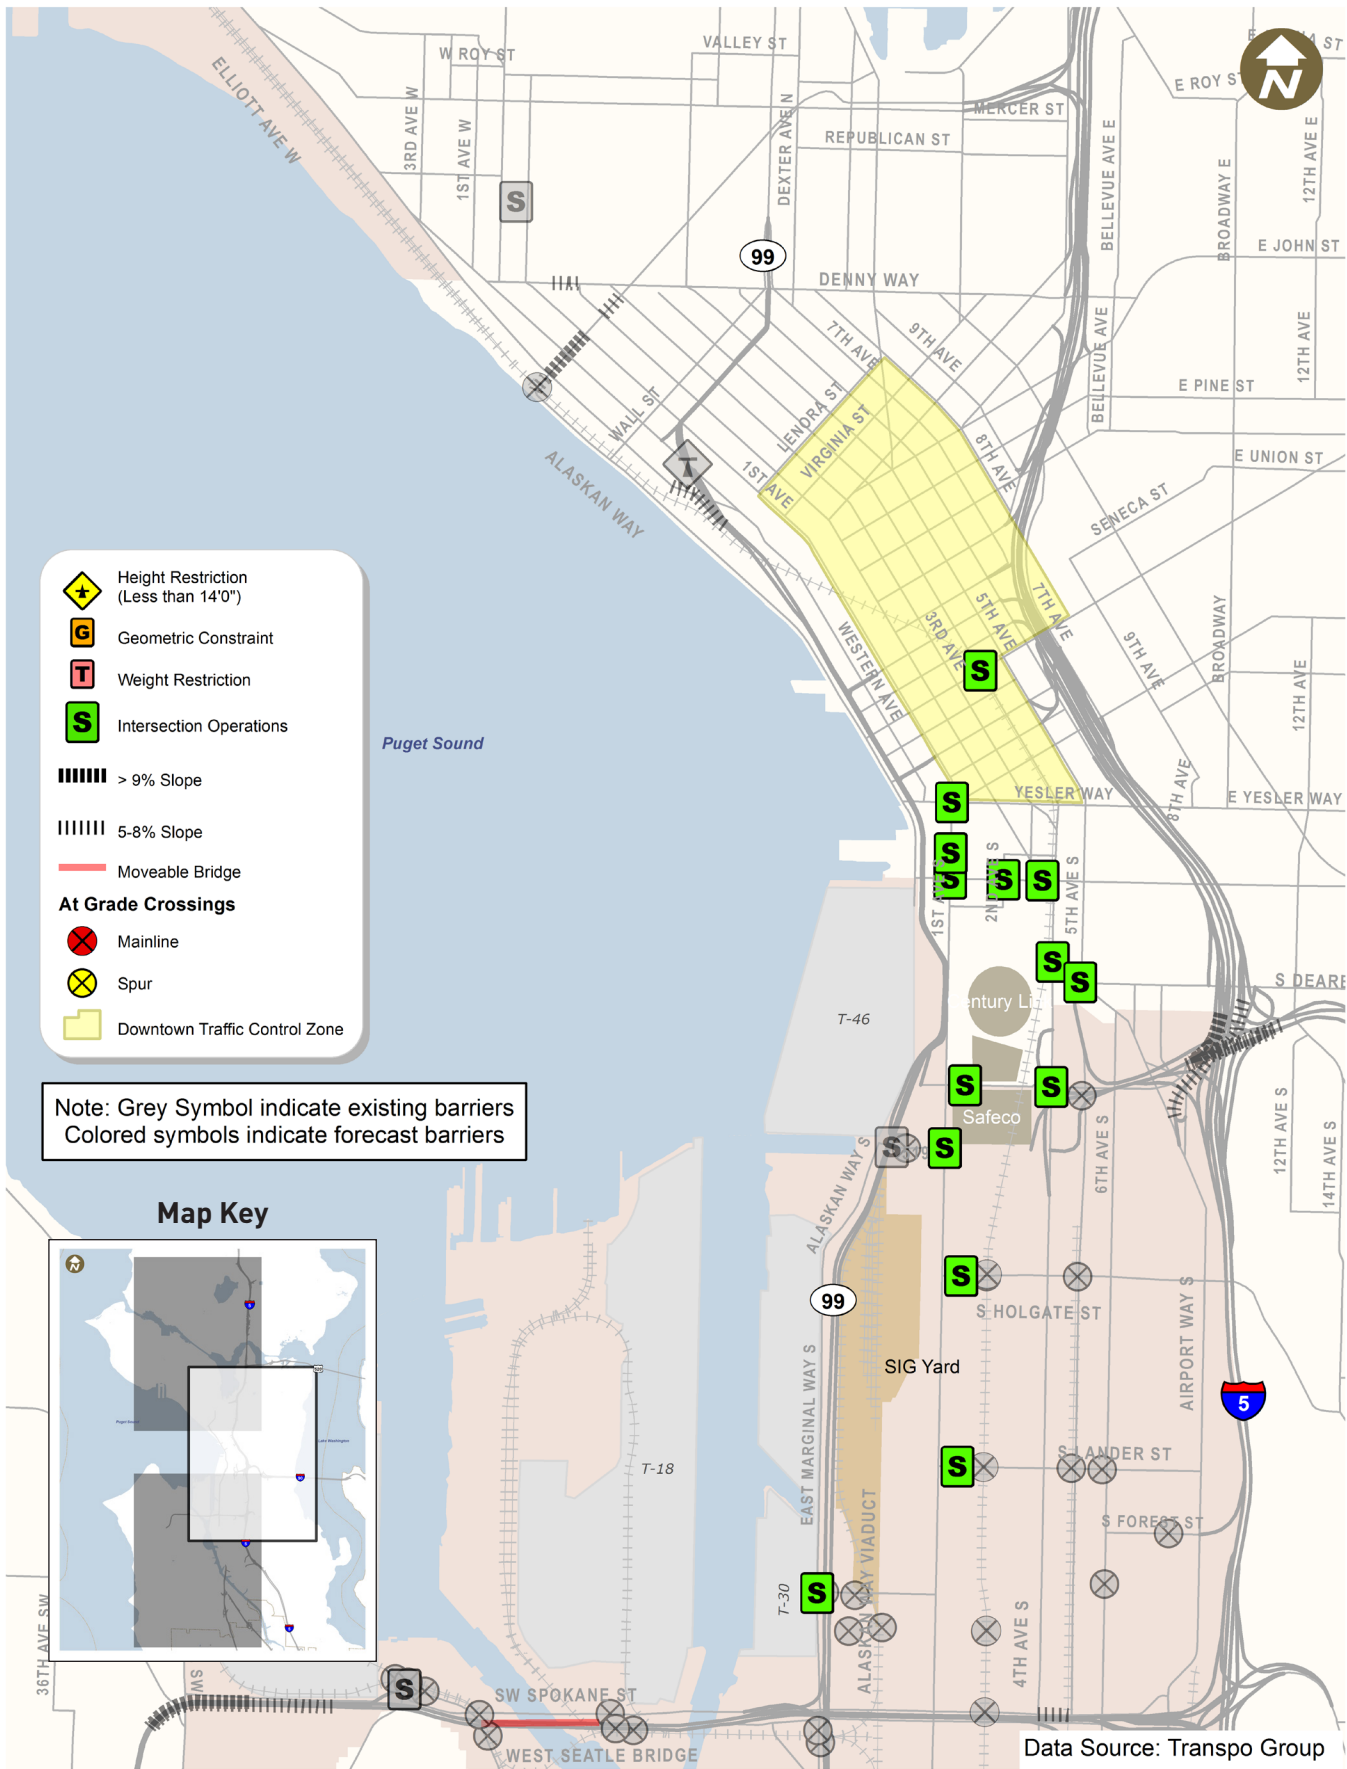 W ROY ST
VALLEY ST
E ROY ST
N
ELLIOTT AVE W
3RD AVE W
1ST AVE W
DEXTER AVE N
MERCER ST
REPUBLICAN ST
BELLEVUE AVE E
BROADWAY E
12TH AVE E
S
99
E JOHN ST
DENNY WAY
7TH AVE
9TH AVE
BELLEVUE AVE
12TH AVE
E PINE ST
WALL ST
LENORA ST
VIRGINIA ST
1ST AVE
8TH AVE
E UNION ST
ALASKAN WAY
SENECA ST
Height Restriction
(Less than 14'0")
G
Geometric Constraint
T
Weight Restriction
S
Intersection Operations
> 9% Slope
5-8% Slope
Moveable Bridge
At Grade Crossings
Mainline
Spur
Downtown Traffic Control Zone
Puget Sound
WESTERN AVE
3RD AVE
5TH AVE
7TH AVE
9TH AVE
BROADWAY
12TH AVE
S
8TH AVE
S
YESLER WAY
E YESLER WAY
S
S
S
S
1ST AVE S
5TH AVE S
S
S
S DEARB
T-46
Note: Grey Symbol indicate existing barriers
Colored symbols indicate forecast barriers
S
S
Safeco
S
S
ALASKAN WAY S
6TH AVE S
12TH AVE S
14TH AVE S
Map Key
Puget Sound
Lake Washington
S
S HOLGATE ST
99
SIG Yard
AIRPORT WAY S
5
EAST MARGINAL WAY S
T-18
S
S LANDER ST
S FOREST ST
ALASKAN WAY VIADUCT
S
T-30
4TH AVE S
36TH AVE SW
SW
S
SW SPOKANE ST
WEST SEATLE BRIDGE
Data Source: Transpo Group